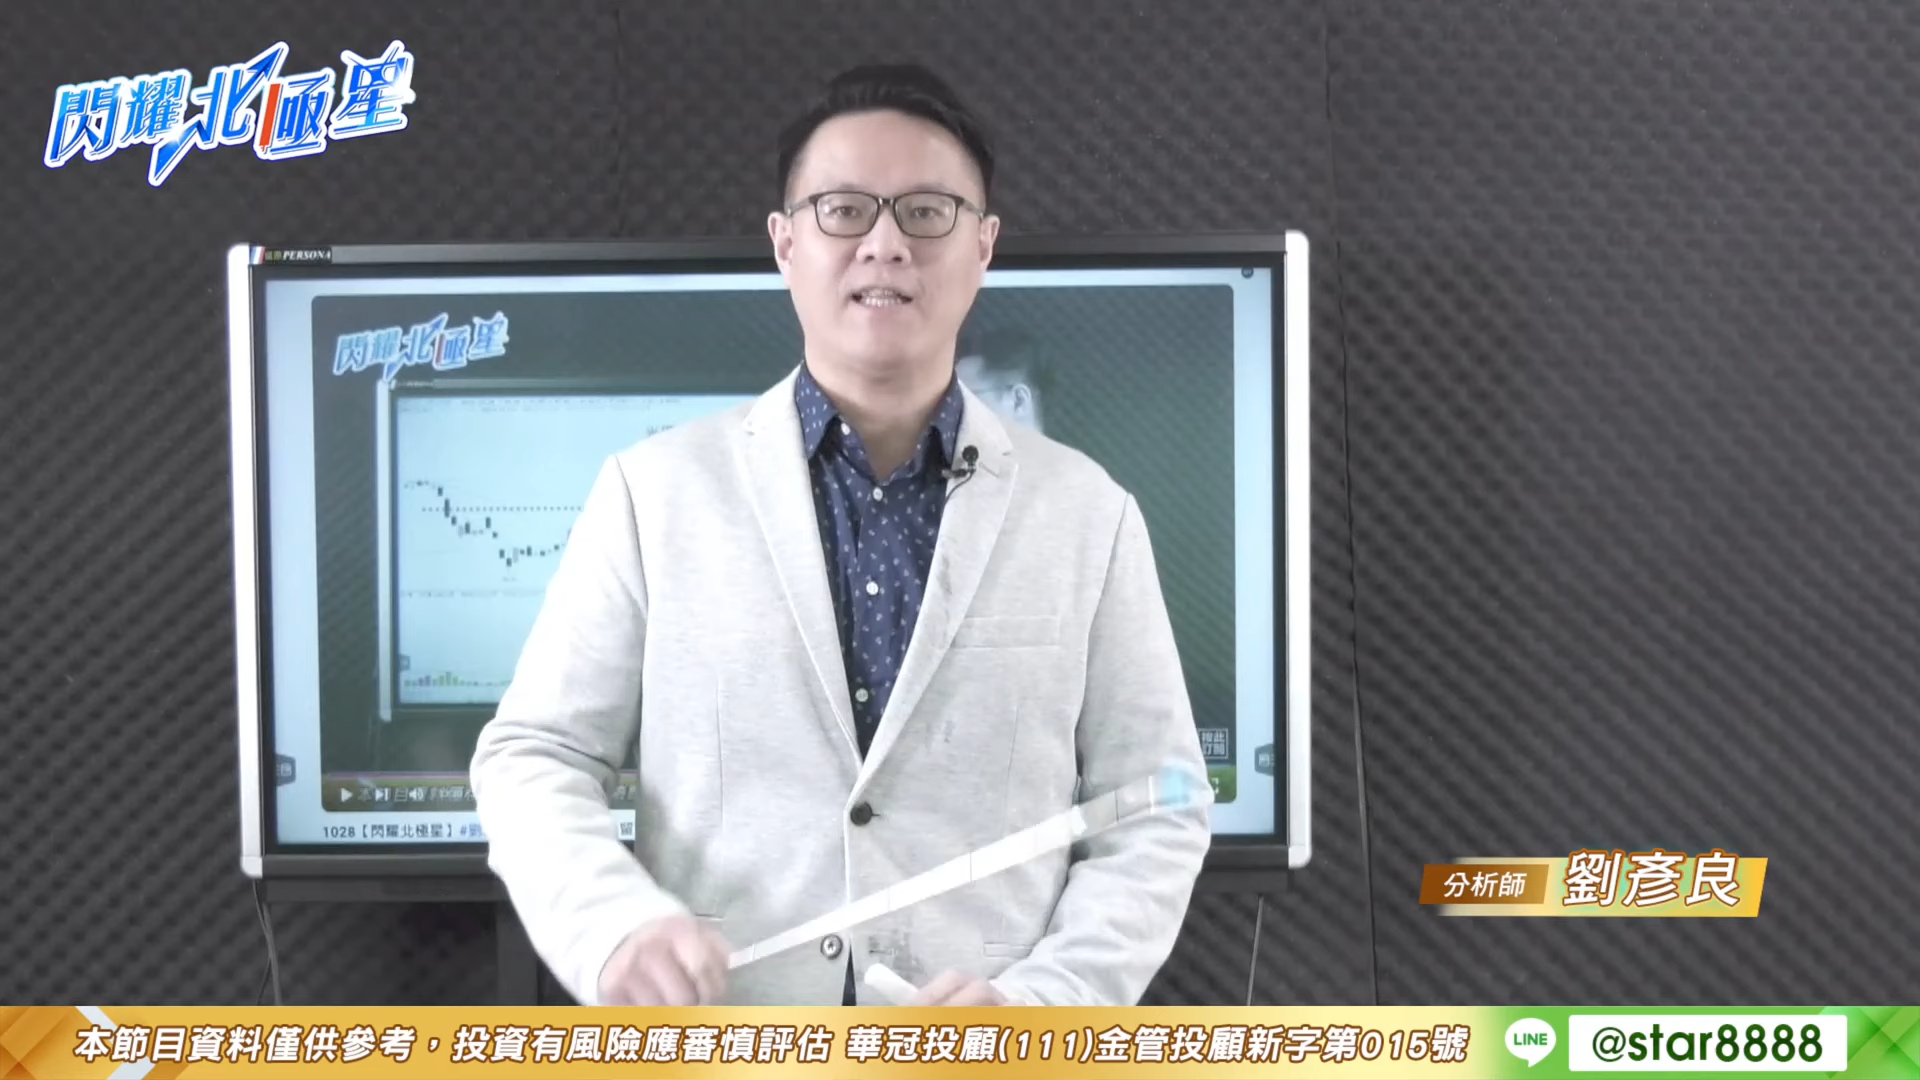 閃耀北極星
PERSONA
閃耀北極星
1028【閃耀北極星】#劉
分析師 劉彥良
本節目資料僅供參考，投資有風險應審慎評估 華冠投顧(111)金管投顧新字第015號
LINE @star8888